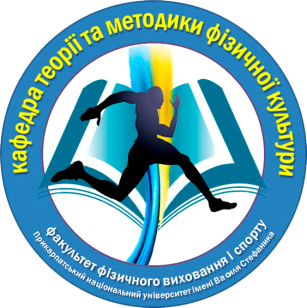 кафедра теорії та методики фізичної культури
факультет фізичного виховання і спорту
Прикарпатський національний університет імені Василя Стефаника